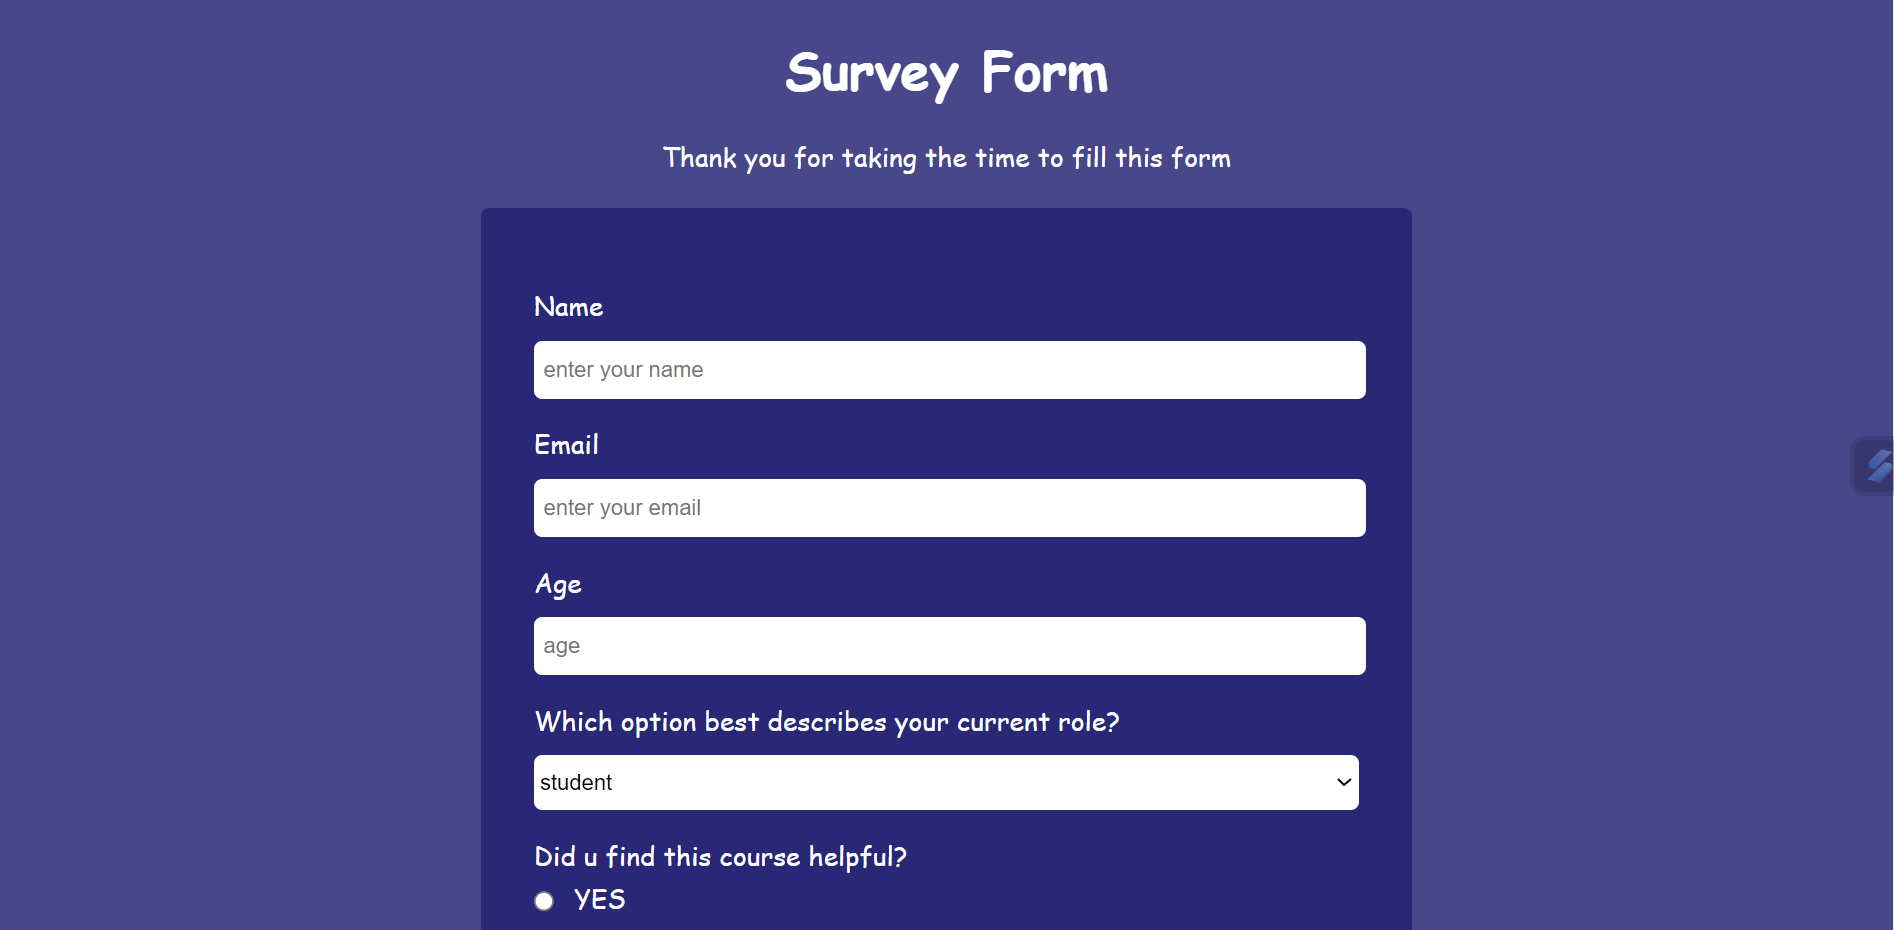 Survey Form
Thank you for taking the time to fill this form
Name
enter your name
Email
enter your email
Age
age
Which option best describes your current role?
student
Did u find this course helpful?
YES